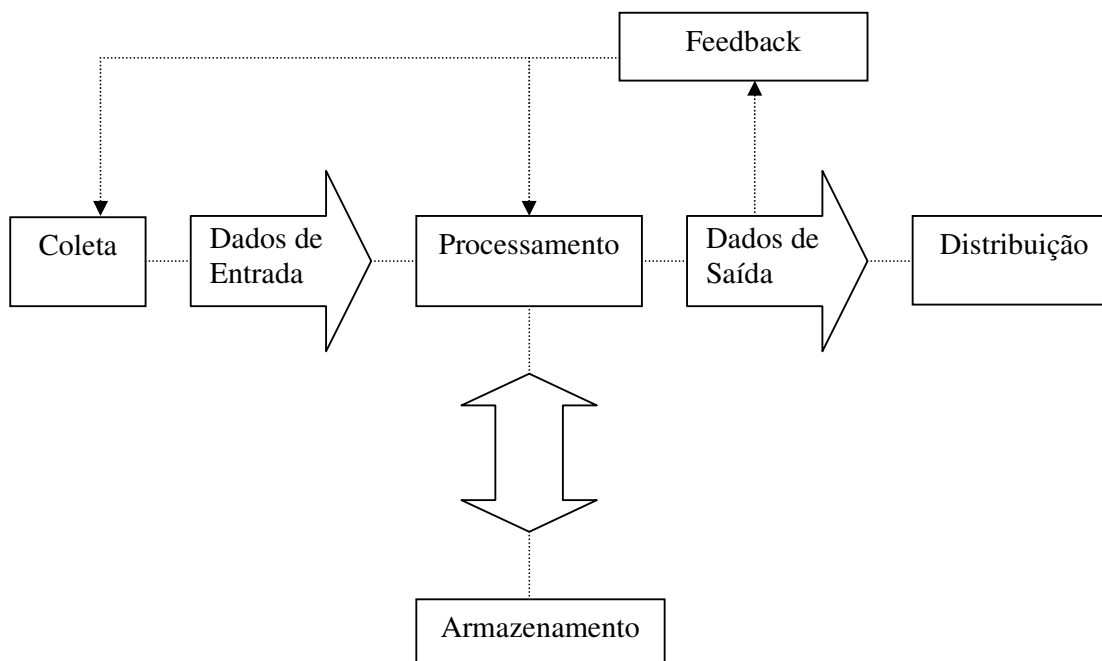 Feedback
Coleta
Dados de
Entrada
Processamento
Dados de
Saída
Distribuição
Armazenamento